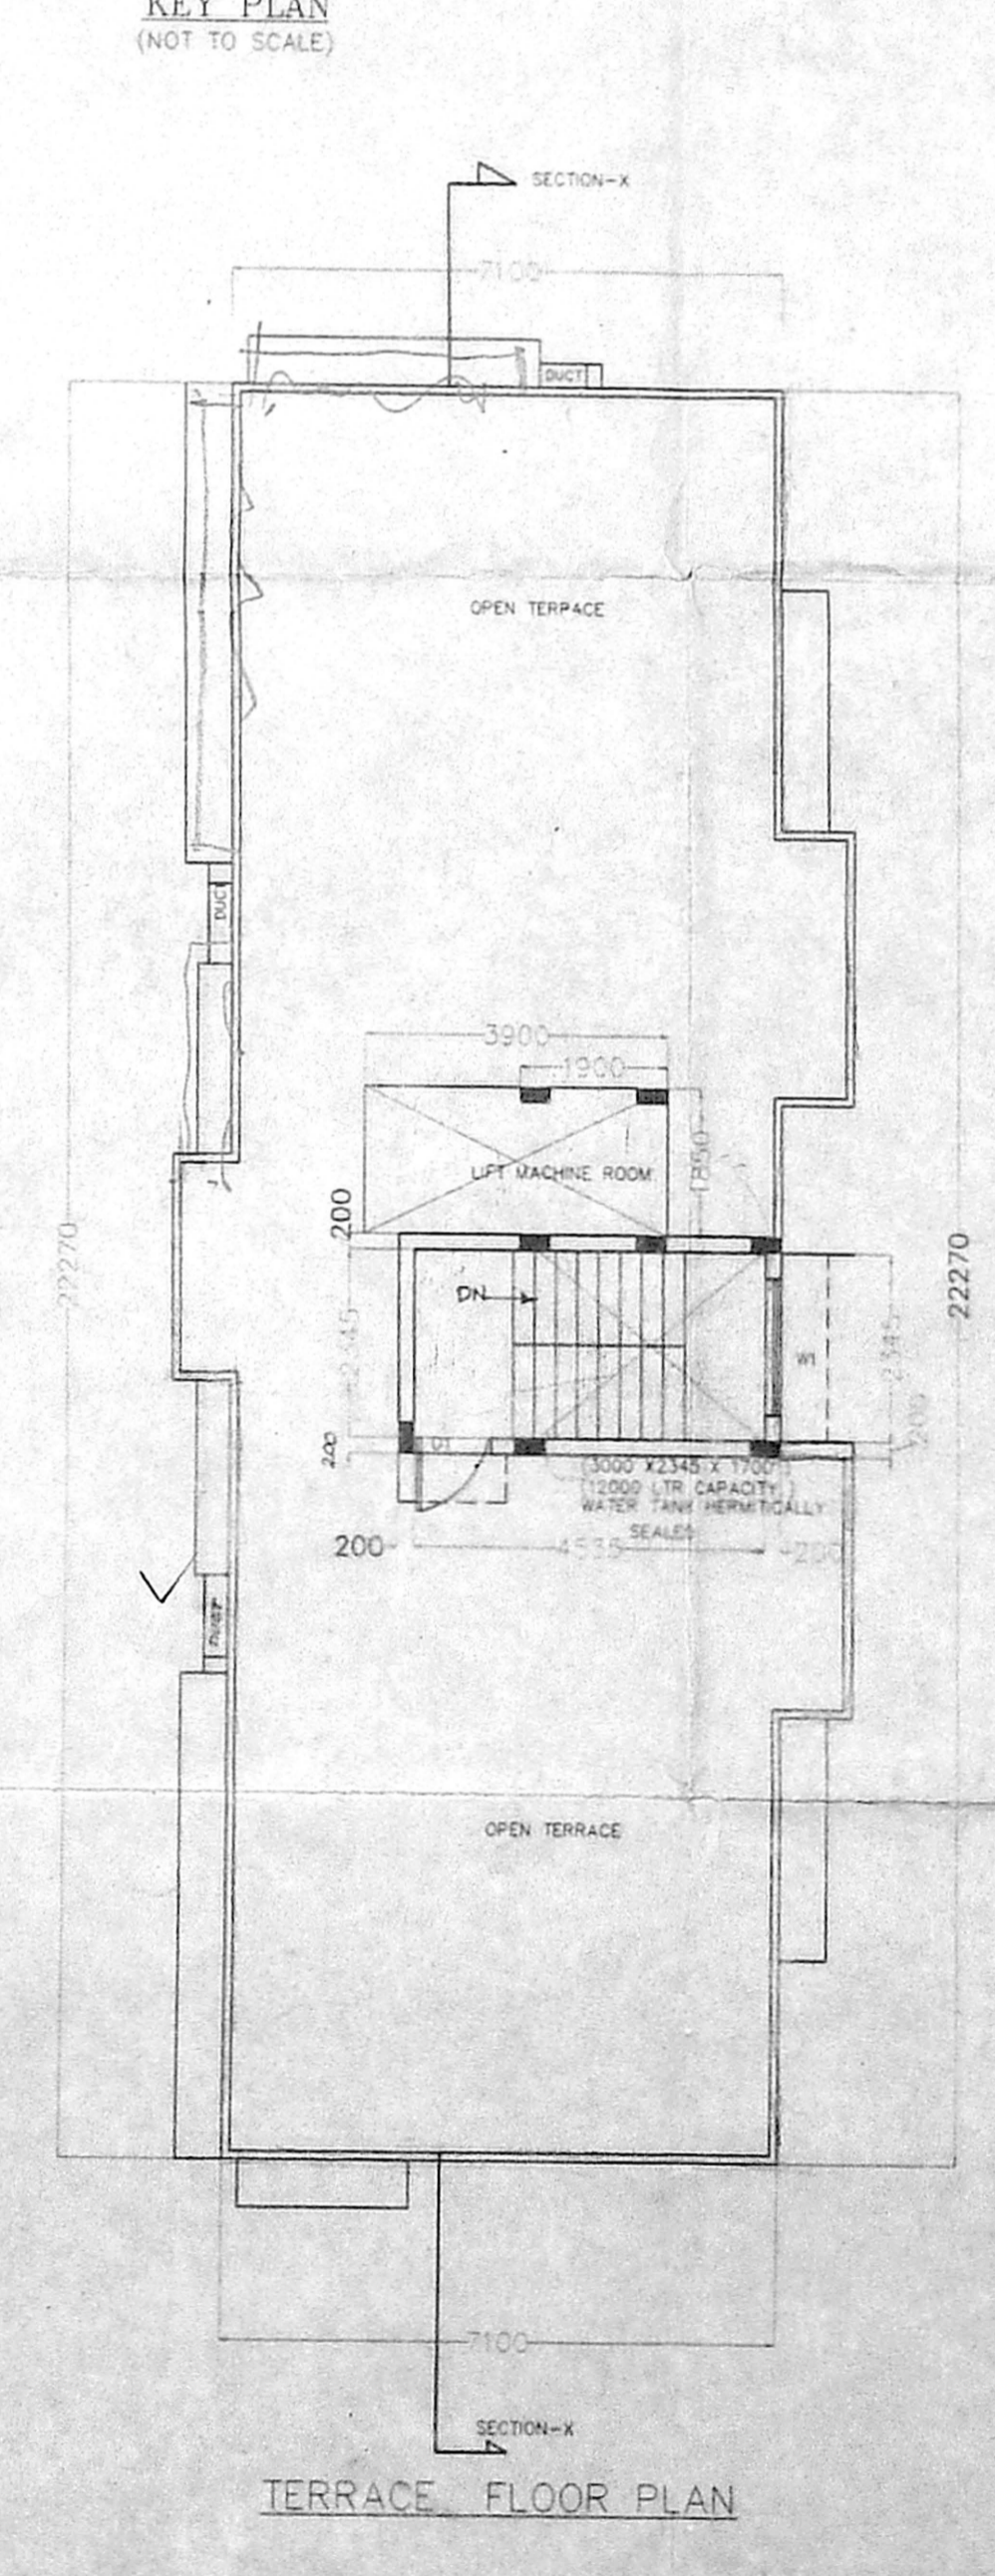 KEY PLAN
(NOT TO SCALE)
SECTION-X
7100
DUCT
OPEN TERRACE
DUCT
3900
1900
LIFT MACHINE ROOM
1850
200
22270
22270
DN
2345
2345
W1
200
200
D1
(3000 X2345 X 1700 )
(12000 LTR CAPACITY )
WATER TANK HERMITICALLY
SEALED
200
4535
200
DUCT
OPEN TERRACE
7100
SECTION-X
TERRACE FLOOR PLAN